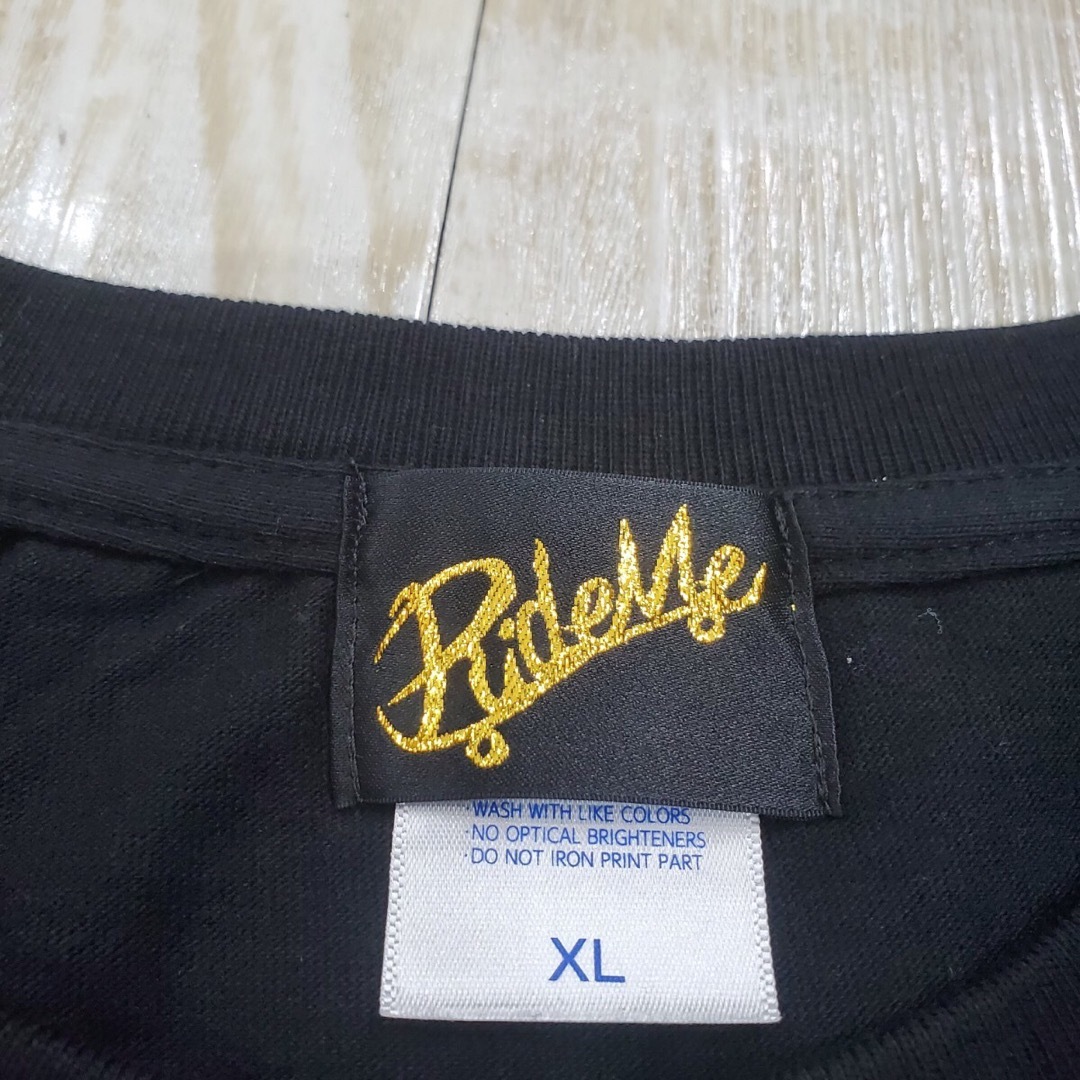 RideMe
·WASH WITH LIKE COLORS
·NO OPTICAL BRIGHTENERS
·DO NOT IRON PRINT PART
XL